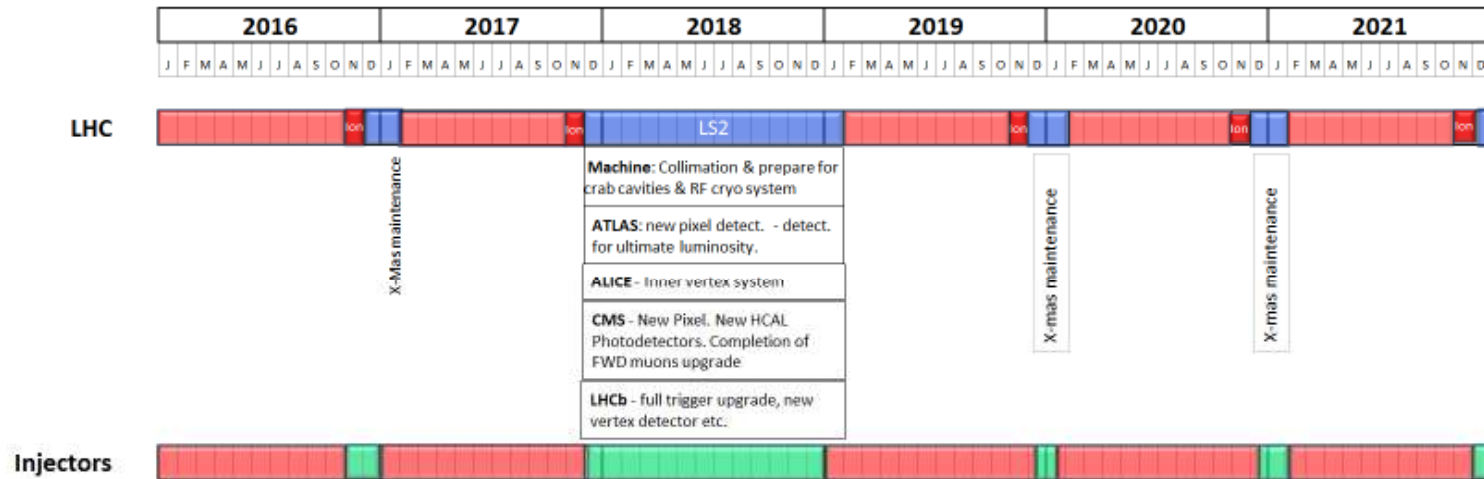 2016 2017 2018 2019 2020 2021
J F M A M J J A S O N D J F M A M J J A S O N D J F M A M J J A S O N D J F M A M J J A S O N D J F M A M J J A S O N D J F M A M J J A S O N D
LHC
Ion Ion LS2 Ion Ion Ion
X-Mas maintenance
Machine: Collimation & prepare for
crab cavities & RF cryo system
ATLAS: new pixel detect. - detect.
for ultimate luminosity.
ALICE - Inner vertex system
CMS - New Pixel. New HCAL
Photodetectors. Completion of
FWD muons upgrade
LHCb - full trigger upgrade, new
vertex detector etc.
X-mas maintenance
X-mas maintenance
Injectors